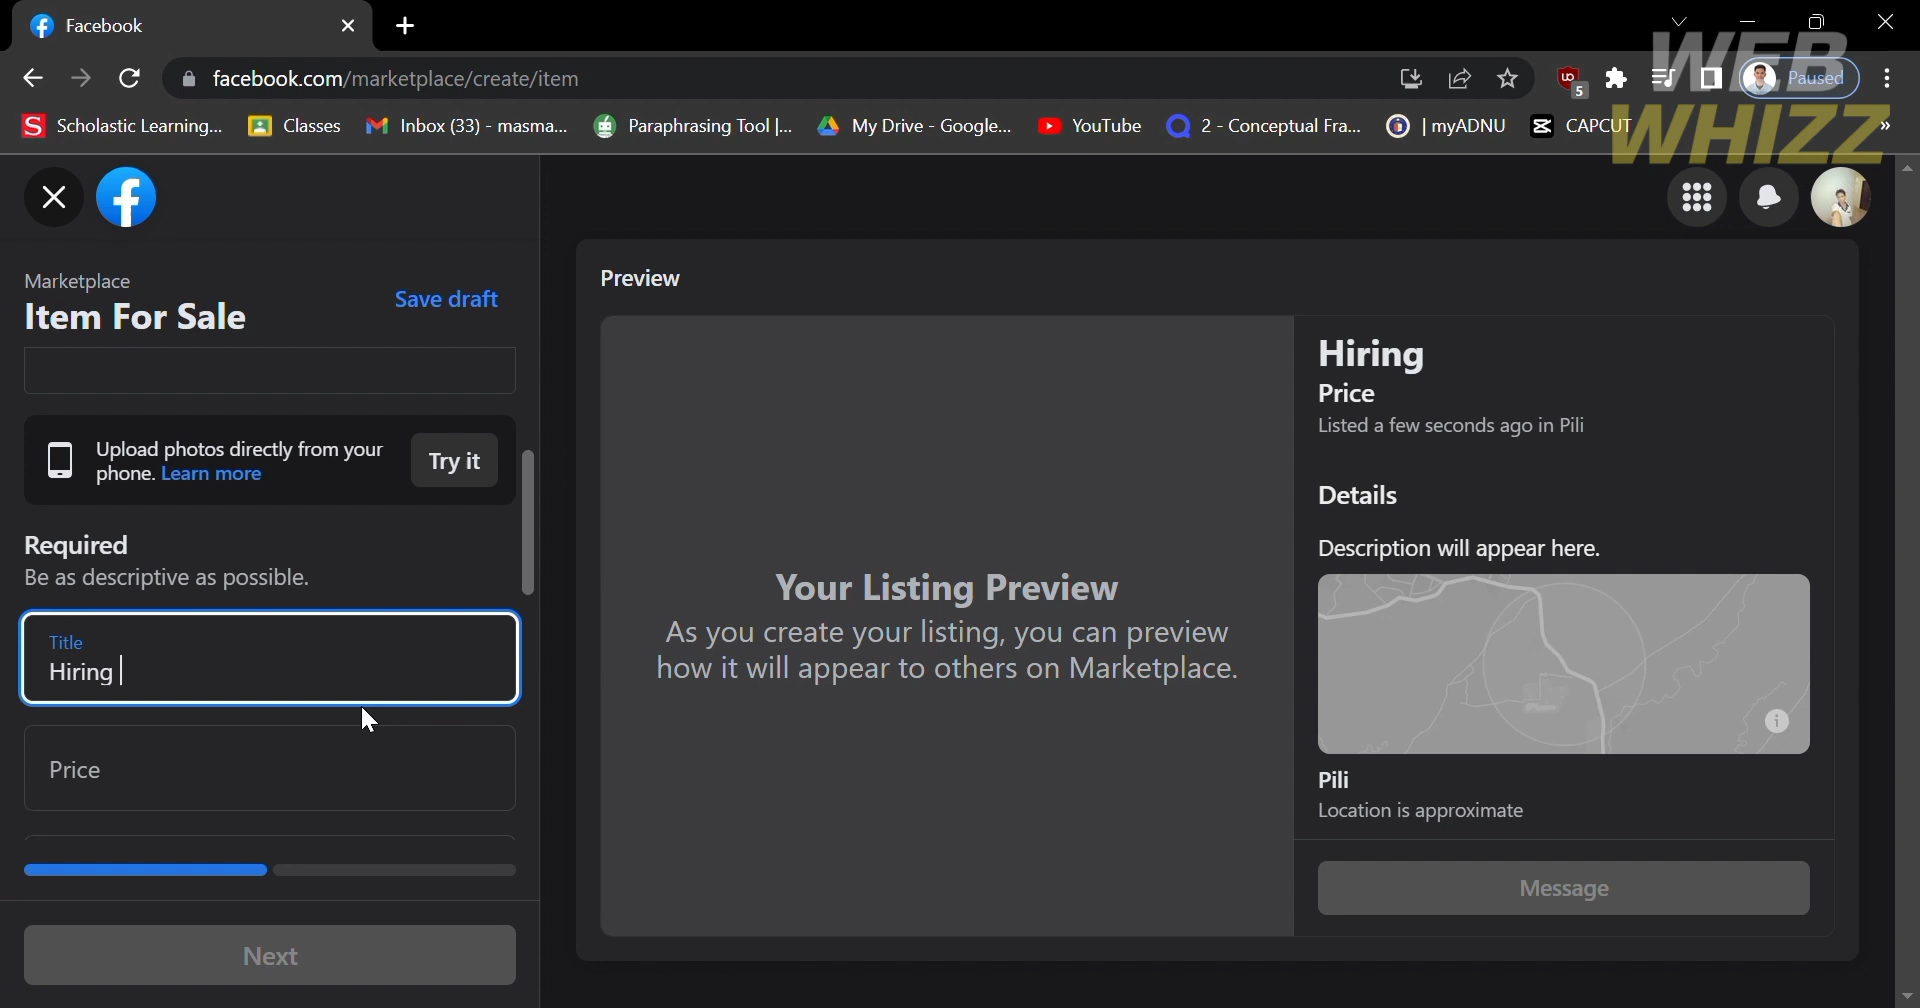 Facebook
facebook.com/marketplace/create/item
5
Paused
WEB
WHIZZ
S Scholastic Learning... Classes Inbox (33) - masma... Paraphrasing Tool |... My Drive - Google... YouTube 2 - Conceptual Fra... | myADNU CAPCUT »
Marketplace
Item For Sale
Save draft
Upload photos directly from your
phone. Learn more
Try it
Required
Be as descriptive as possible.
Title
Hiring
Price
Next
Preview
Your Listing Preview
As you create your listing, you can preview
how it will appear to others on Marketplace.
Hiring
Price
Listed a few seconds ago in Pili
Details
Description will appear here.
Pili
Location is approximate
Message